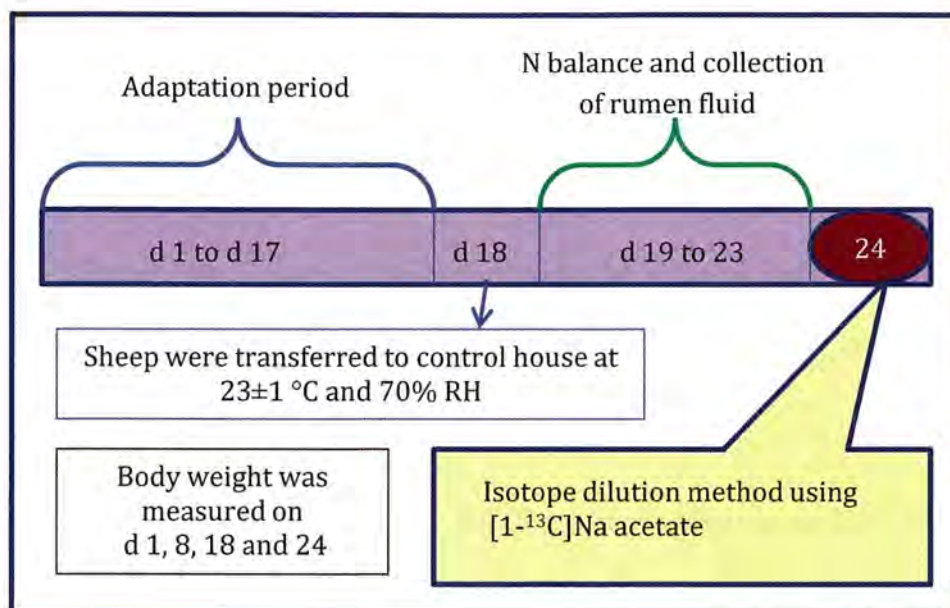 Adaptation period
N balance and collection
of rumen fluid
d 1 to d 17
d 18
d 19 to 23
24
Sheep were transferred to control house at
23±1 °C and 70% RH
Body weight was
measured on
d 1, 8, 18 and 24
Isotope dilution method using
[1-¹³C]Na acetate